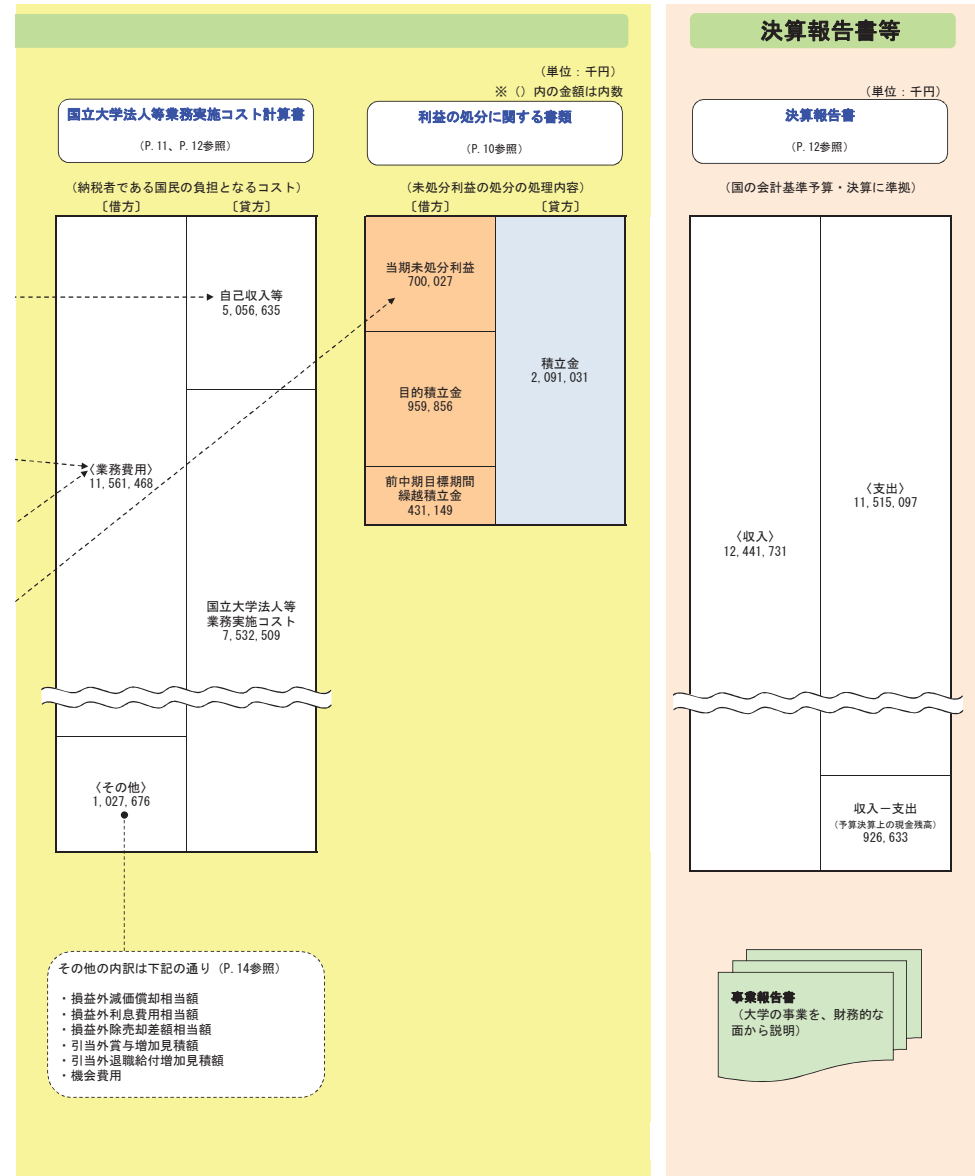 決算報告書等
（単位：千円）
※（）内の金額は内数
国立大学法人等業務実施コスト計算書
（P.11、P.12参照）
（納税者である国民の負担となるコスト）
〔借方〕 〔貸方〕
自己収入等
5,056,635
〈業務費用〉
11,561,468
国立大学法人等
業務実施コスト
7,532,509
〈その他〉
1,027,676
その他の内訳は下記の通り（P.14参照）
・損益外減価償却相当額
・損益外利息費用相当額
・損益外除売却差額相当額
・引当外賞与増加見積額
・引当外退職給付増加見積額
・機会費用
利益の処分に関する書類
（P.10参照）
（未処分利益の処分の処理内容）
〔借方〕 〔貸方〕
当期未処分利益
700,027
目的積立金
959,856
前中期目標期間
繰越積立金
431,149
積立金
2,091,031
（単位：千円）
決算報告書
（P.12参照）
（国の会計基準予算・決算に準拠）
〈収入〉
12,441,731
〈支出〉
11,515,097
収入－支出
（予算決算上の現金残高）
926,633
事業報告書
（大学の事業を、財務的な
面から説明）